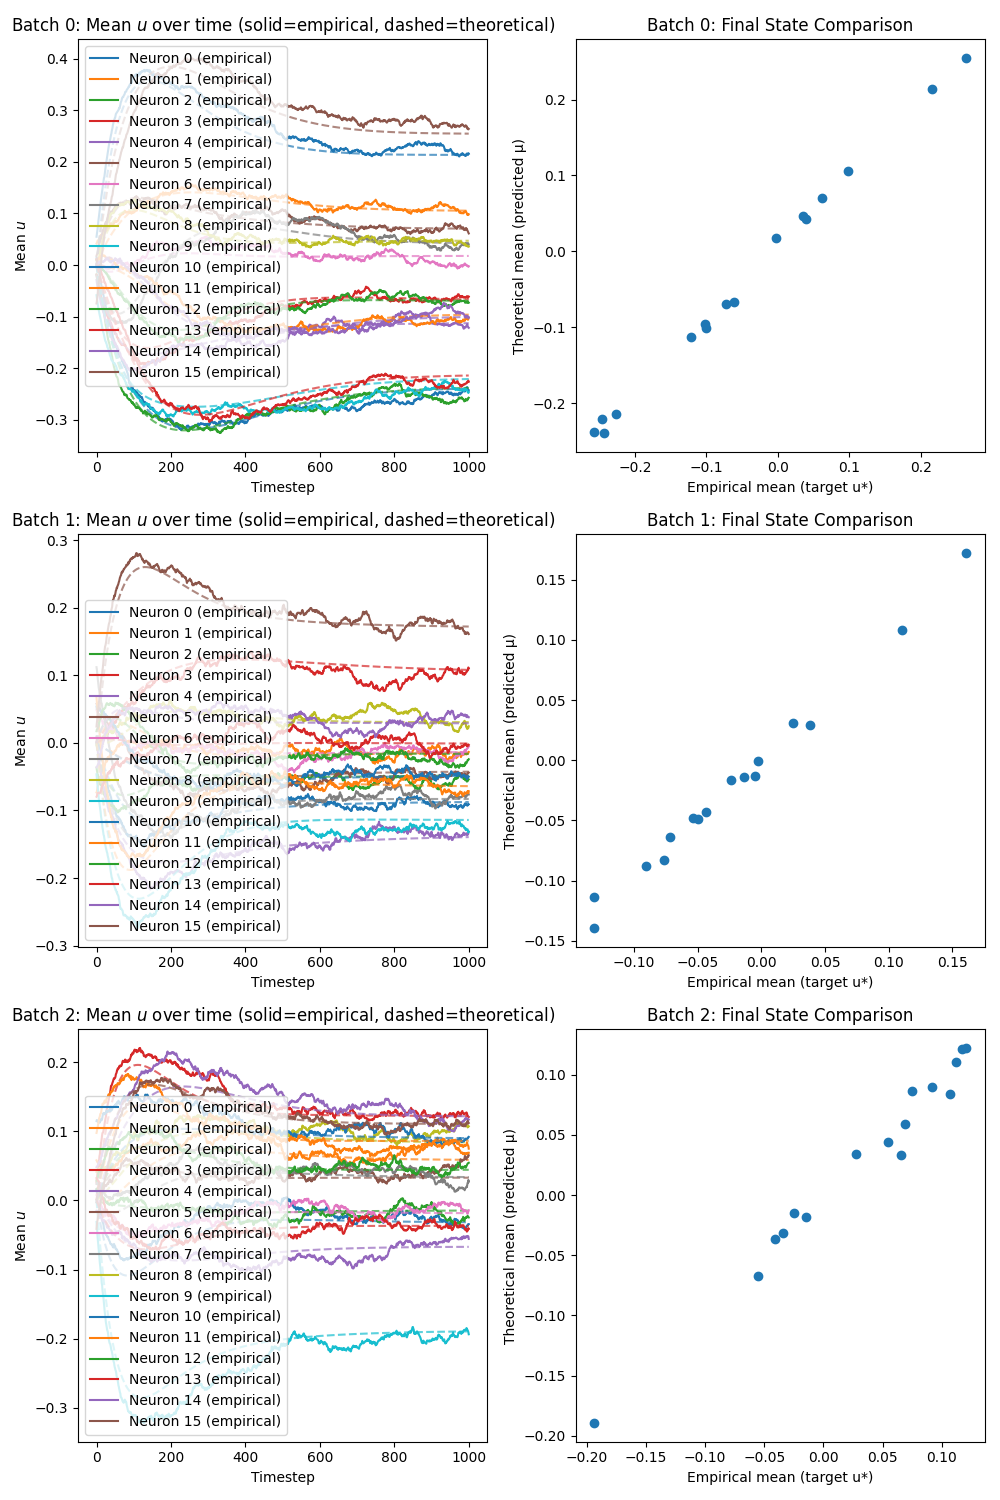 Batch 0: Mean u over time (solid=empirical, dashed=theoretical)
Mean u
0.4
0.3
0.2
0.1
0.0
−0.1
−0.2
−0.3
Neuron 0 (empirical)
Neuron 1 (empirical)
Neuron 2 (empirical)
Neuron 3 (empirical)
Neuron 4 (empirical)
Neuron 5 (empirical)
Neuron 6 (empirical)
Neuron 7 (empirical)
Neuron 8 (empirical)
Neuron 9 (empirical)
Neuron 10 (empirical)
Neuron 11 (empirical)
Neuron 12 (empirical)
Neuron 13 (empirical)
Neuron 14 (empirical)
Neuron 15 (empirical)
0 200 400 600 800 1000
Timestep
Batch 0: Final State Comparison
Theoretical mean (predicted μ)
0.2
0.1
0.0
−0.1
−0.2
−0.2 −0.1 0.0 0.1 0.2
Empirical mean (target u*)
Batch 1: Mean u over time (solid=empirical, dashed=theoretical)
Mean u
0.3
0.2
0.1
0.0
−0.1
−0.2
−0.3
Neuron 0 (empirical)
Neuron 1 (empirical)
Neuron 2 (empirical)
Neuron 3 (empirical)
Neuron 4 (empirical)
Neuron 5 (empirical)
Neuron 6 (empirical)
Neuron 7 (empirical)
Neuron 8 (empirical)
Neuron 9 (empirical)
Neuron 10 (empirical)
Neuron 11 (empirical)
Neuron 12 (empirical)
Neuron 13 (empirical)
Neuron 14 (empirical)
Neuron 15 (empirical)
0 200 400 600 800 1000
Timestep
Batch 1: Final State Comparison
Theoretical mean (predicted μ)
0.15
0.10
0.05
0.00
−0.05
−0.10
−0.15
−0.10 −0.05 0.00 0.05 0.10 0.15
Empirical mean (target u*)
Batch 2: Mean u over time (solid=empirical, dashed=theoretical)
Mean u
0.2
0.1
0.0
−0.1
−0.2
−0.3
Neuron 0 (empirical)
Neuron 1 (empirical)
Neuron 2 (empirical)
Neuron 3 (empirical)
Neuron 4 (empirical)
Neuron 5 (empirical)
Neuron 6 (empirical)
Neuron 7 (empirical)
Neuron 8 (empirical)
Neuron 9 (empirical)
Neuron 10 (empirical)
Neuron 11 (empirical)
Neuron 12 (empirical)
Neuron 13 (empirical)
Neuron 14 (empirical)
Neuron 15 (empirical)
0 200 400 600 800 1000
Timestep
Batch 2: Final State Comparison
Theoretical mean (predicted μ)
0.10
0.05
0.00
−0.05
−0.10
−0.15
−0.20
−0.20 −0.15 −0.10 −0.05 0.00 0.05 0.10
Empirical mean (target u*)